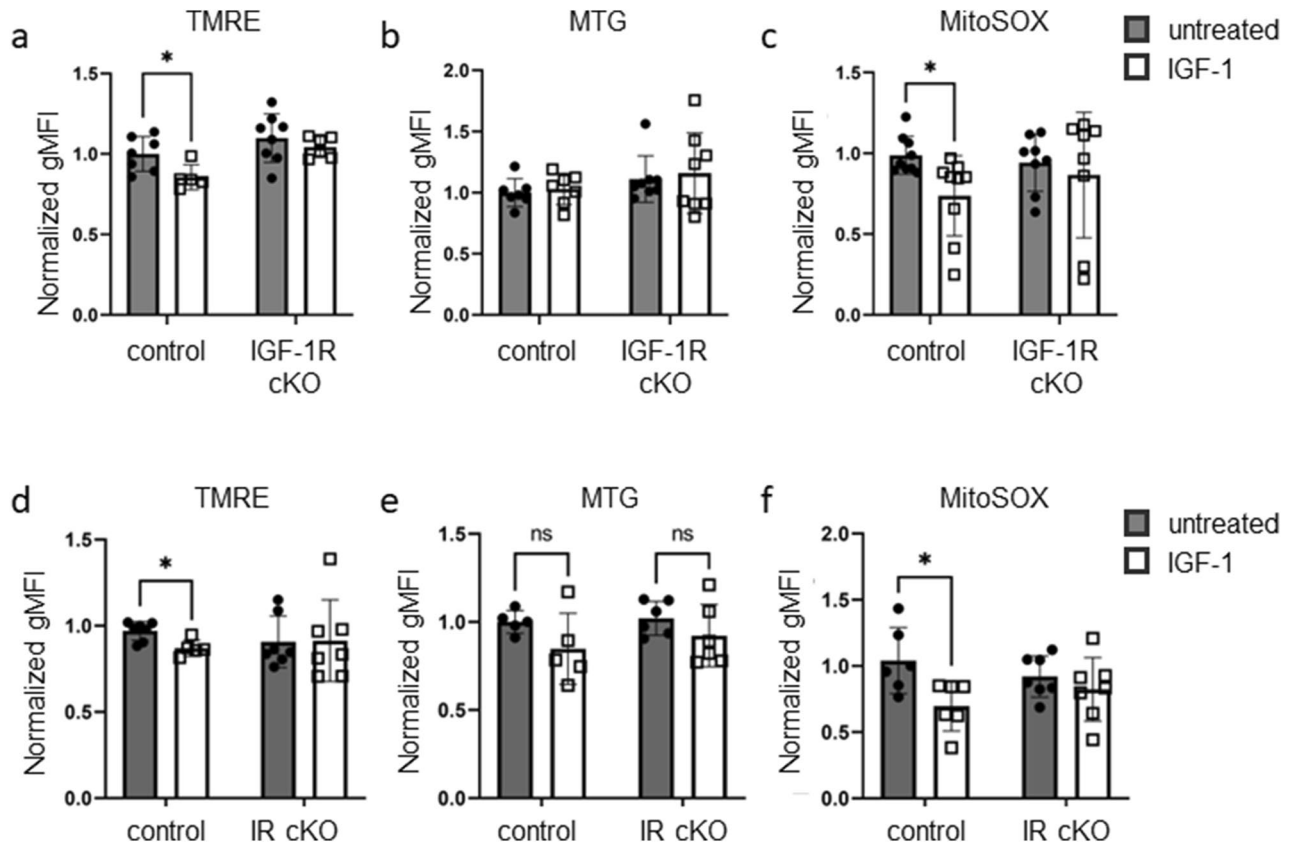 a
TMRE
b
MTG
c
MitoSOX
untreated
IGF-1
Normalized gMFI
1.5
1.0
0.5
0.0
*
control
IGF-1R
cKO
Normalized gMFI
2.0
1.5
1.0
0.5
0.0
control
IGF-1R
cKO
Normalized gMFI
1.5
1.0
0.5
0.0
*
control
IGF-1R
cKO
d
TMRE
e
MTG
f
MitoSOX
untreated
IGF-1
Normalized gMFI
1.5
1.0
0.5
0.0
*
control
IR cKO
Normalized gMFI
1.5
1.0
0.5
0.0
ns
ns
control
IR cKO
Normalized gMFI
2.0
1.5
1.0
0.5
0.0
*
control
IR cKO